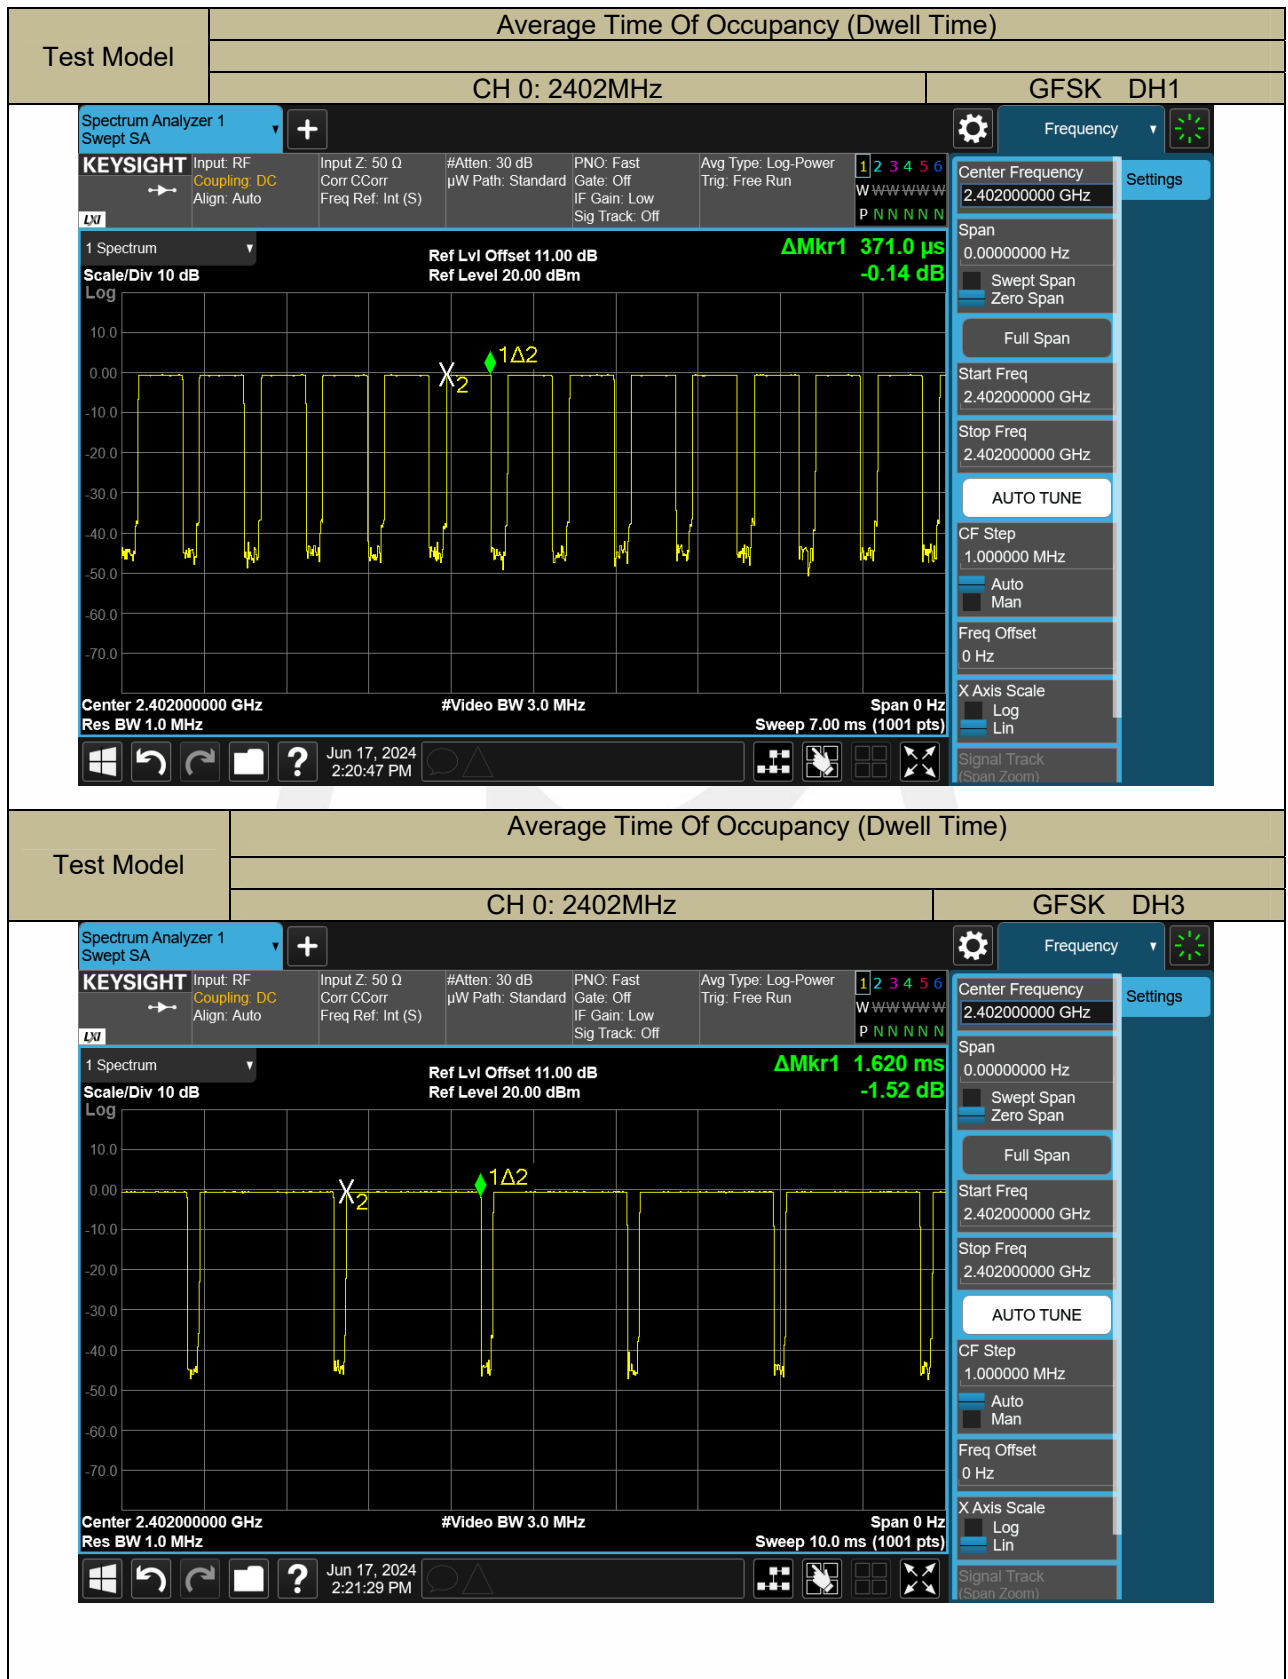 Average Time Of Occupancy (Dwell Time)
Test Model
CH 0: 2402MHz GFSK DH1
Spectrum Analyzer 1
Swept SA
Frequency
KEYSIGHT Input: RF Input Z: 50 Ω #Atten: 30 dB PNO: Fast Avg Type: Log-Power 1 2 3 4 5 6
Coupling: DC Corr CCorr µW Path: Standard Gate: Off Trig: Free Run
Align: Auto Freq Ref: Int (S) IF Gain: Low W W W W W W
LXI Sig Track: Off P N N N N N
Center Frequency
2.402000000 GHz
Settings
1 Spectrum
Ref Lvl Offset 11.00 dB
ΔMkr1 371.0 µs
Scale/Div 10 dB Ref Level 20.00 dBm -0.14 dB
Log
10.0
0.00
-10.0
-20.0
-30.0
-40.0
-50.0
-60.0
-70.0
1Δ2
X2
Center 2.402000000 GHz #Video BW 3.0 MHz Span 0 Hz
Res BW 1.0 MHz Sweep 7.00 ms (1001 pts)
Span
0.00000000 Hz
Swept Span
Zero Span
Full Span
Start Freq
2.402000000 GHz
Stop Freq
2.402000000 GHz
AUTO TUNE
CF Step
1.000000 MHz
Auto
Man
Freq Offset
0 Hz
X Axis Scale
Log
Lin
Signal Track
(Span Zoom)
?
Jun 17, 2024
2:20:47 PM
Average Time Of Occupancy (Dwell Time)
Test Model
CH 0: 2402MHz GFSK DH3
Spectrum Analyzer 1
Swept SA
Frequency
KEYSIGHT Input: RF Input Z: 50 Ω #Atten: 30 dB PNO: Fast Avg Type: Log-Power 1 2 3 4 5 6
Coupling: DC Corr CCorr µW Path: Standard Gate: Off Trig: Free Run
Align: Auto Freq Ref: Int (S) IF Gain: Low W W W W W W
LXI Sig Track: Off P N N N N N
Center Frequency
2.402000000 GHz
Settings
1 Spectrum
Ref Lvl Offset 11.00 dB
ΔMkr1 1.620 ms
Scale/Div 10 dB Ref Level 20.00 dBm -1.52 dB
Log
10.0
0.00
-10.0
-20.0
-30.0
-40.0
-50.0
-60.0
-70.0
X2
1Δ2
Center 2.402000000 GHz #Video BW 3.0 MHz Span 0 Hz
Res BW 1.0 MHz Sweep 10.0 ms (1001 pts)
Span
0.00000000 Hz
Swept Span
Zero Span
Full Span
Start Freq
2.402000000 GHz
Stop Freq
2.402000000 GHz
AUTO TUNE
CF Step
1.000000 MHz
Auto
Man
Freq Offset
0 Hz
X Axis Scale
Log
Lin
Signal Track
(Span Zoom)
?
Jun 17, 2024
2:21:29 PM